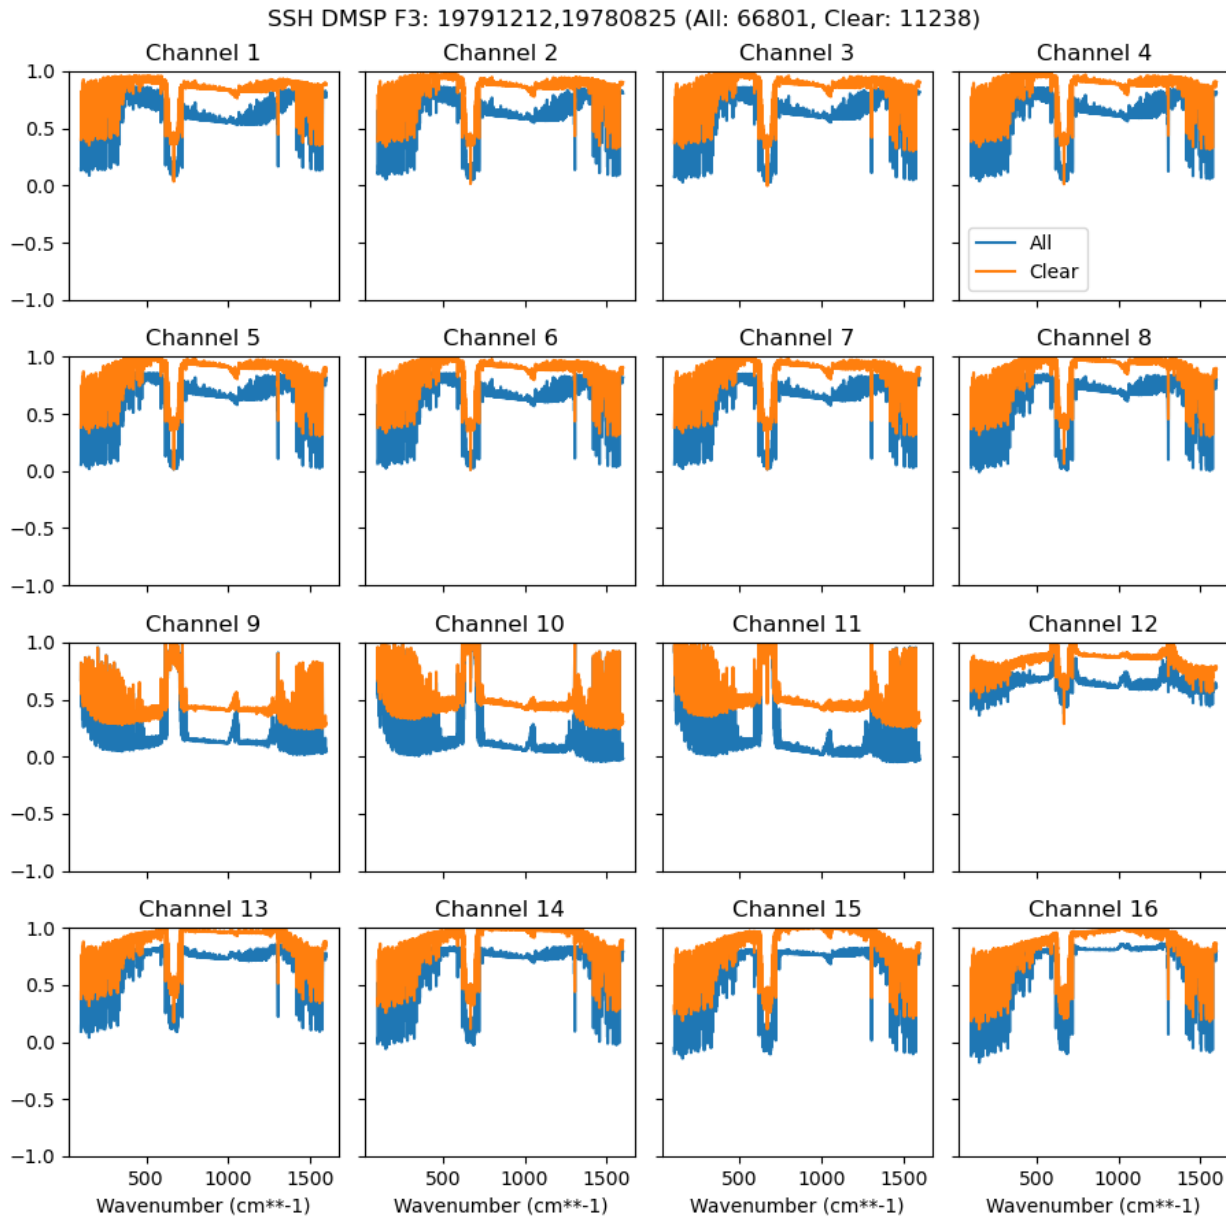 SSH DMSP F3: 19791212,19780825 (All: 66801, Clear: 11238)
Channel 1 Channel 2 Channel 3 Channel 4
1.0
0.5
0.0
−0.5
−1.0
All
Clear
Channel 5 Channel 6 Channel 7 Channel 8
1.0
0.5
0.0
−0.5
−1.0
Channel 9 Channel 10 Channel 11 Channel 12
1.0
0.5
0.0
−0.5
−1.0
Channel 13 Channel 14 Channel 15 Channel 16
1.0
0.5
0.0
−0.5
−1.0
500 1000 1500 500 1000 1500 500 1000 1500 500 1000 1500
Wavenumber (cm**-1) Wavenumber (cm**-1) Wavenumber (cm**-1) Wavenumber (cm**-1)